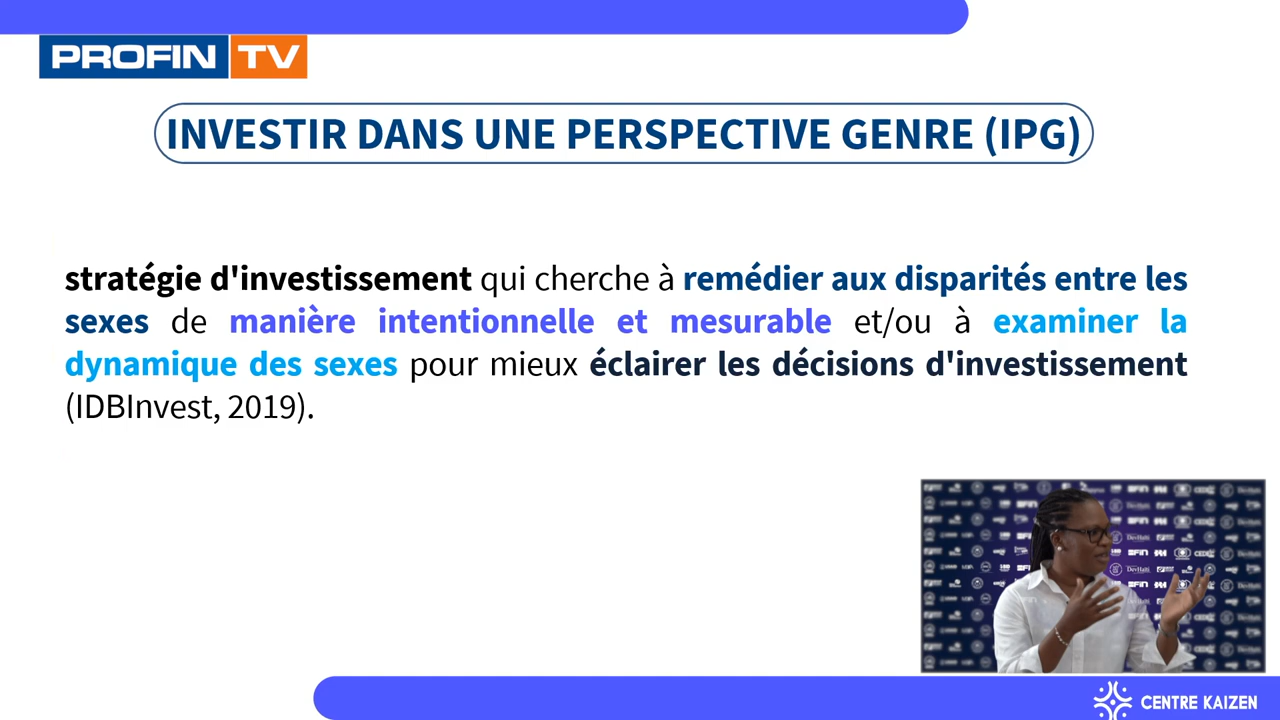 PROFIN TV
INVESTIR DANS UNE PERSPECTIVE GENRE (IPG)
stratégie d'investissement qui cherche à remédier aux disparités entre les
sexes de manière intentionnelle et mesurable et/ou à examiner la
dynamique des sexes pour mieux éclairer les décisions d'investissement
(IDBInvest, 2019).
CENTRE KAIZEN